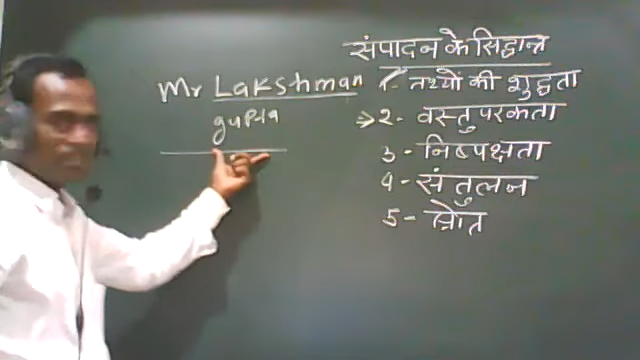 संपादन के सिद्धान्त
Mr Lakshman
gupta
1- तथ्यों की शुद्धता
⇒ 2- वस्तुपरकता
3- निष्पक्षता
4- संतुलन
5- स्रोत